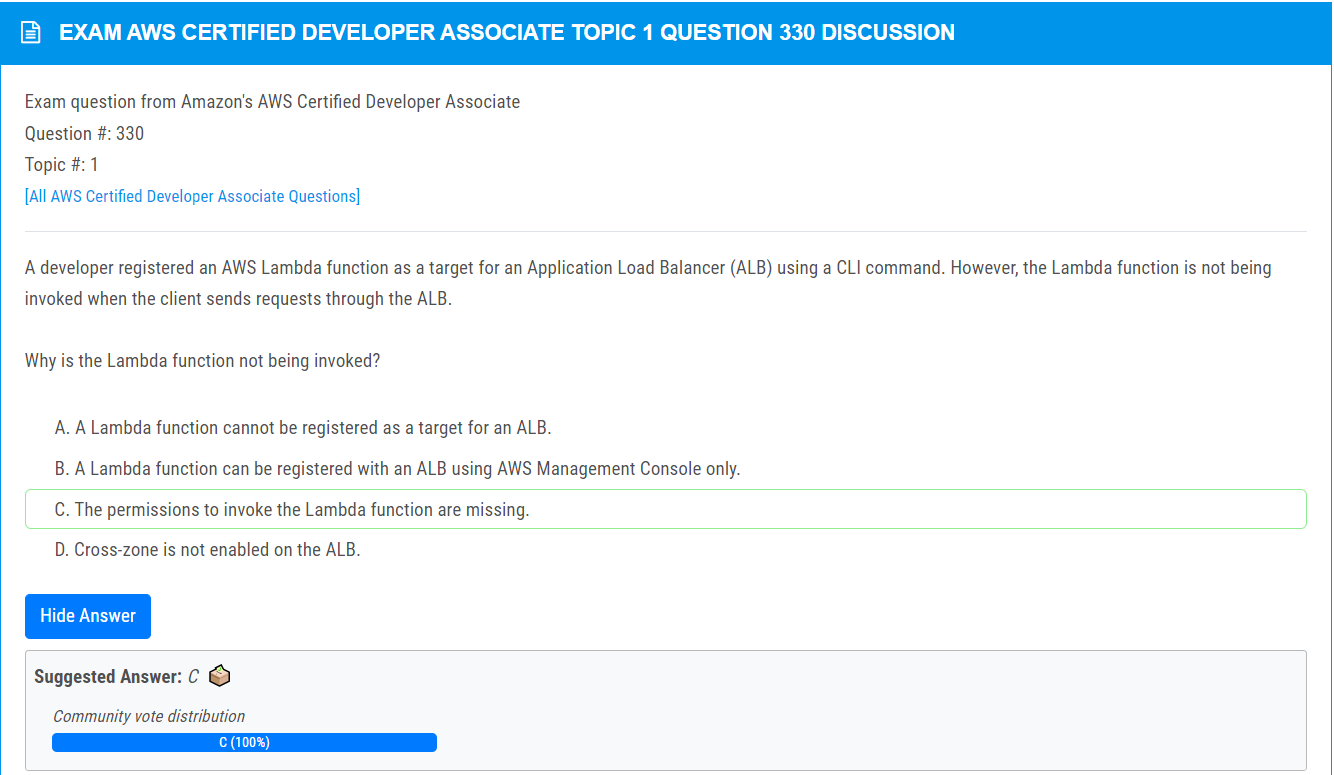 EXAM AWS CERTIFIED DEVELOPER ASSOCIATE TOPIC 1 QUESTION 330 DISCUSSION
Exam question from Amazon's AWS Certified Developer Associate
Question #: 330
Topic #: 1
[All AWS Certified Developer Associate Questions]
A developer registered an AWS Lambda function as a target for an Application Load Balancer (ALB) using a CLI command. However, the Lambda function is not being
invoked when the client sends requests through the ALB.
Why is the Lambda function not being invoked?
A. A Lambda function cannot be registered as a target for an ALB.
B. A Lambda function can be registered with an ALB using AWS Management Console only.
C. The permissions to invoke the Lambda function are missing.
D. Cross-zone is not enabled on the ALB.
Hide Answer
Suggested Answer: C
Community vote distribution
C (100%)